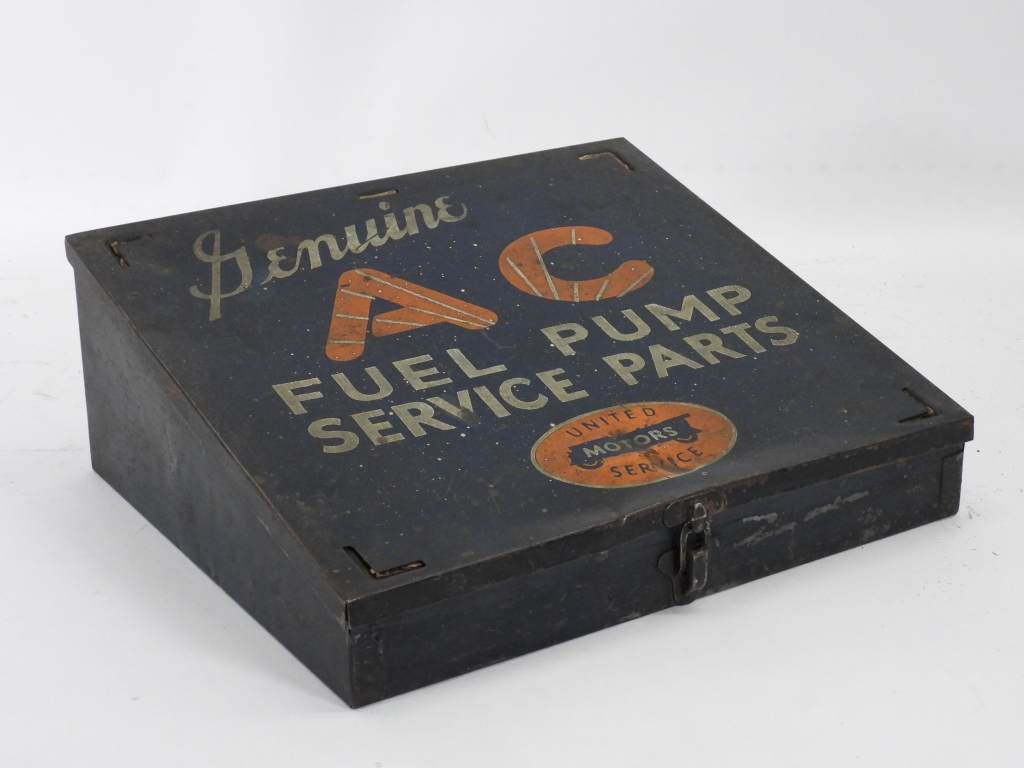 Genuine
AC
FUEL PUMP
SERVICE PARTS
UNITED
MOTORS
SERVICE